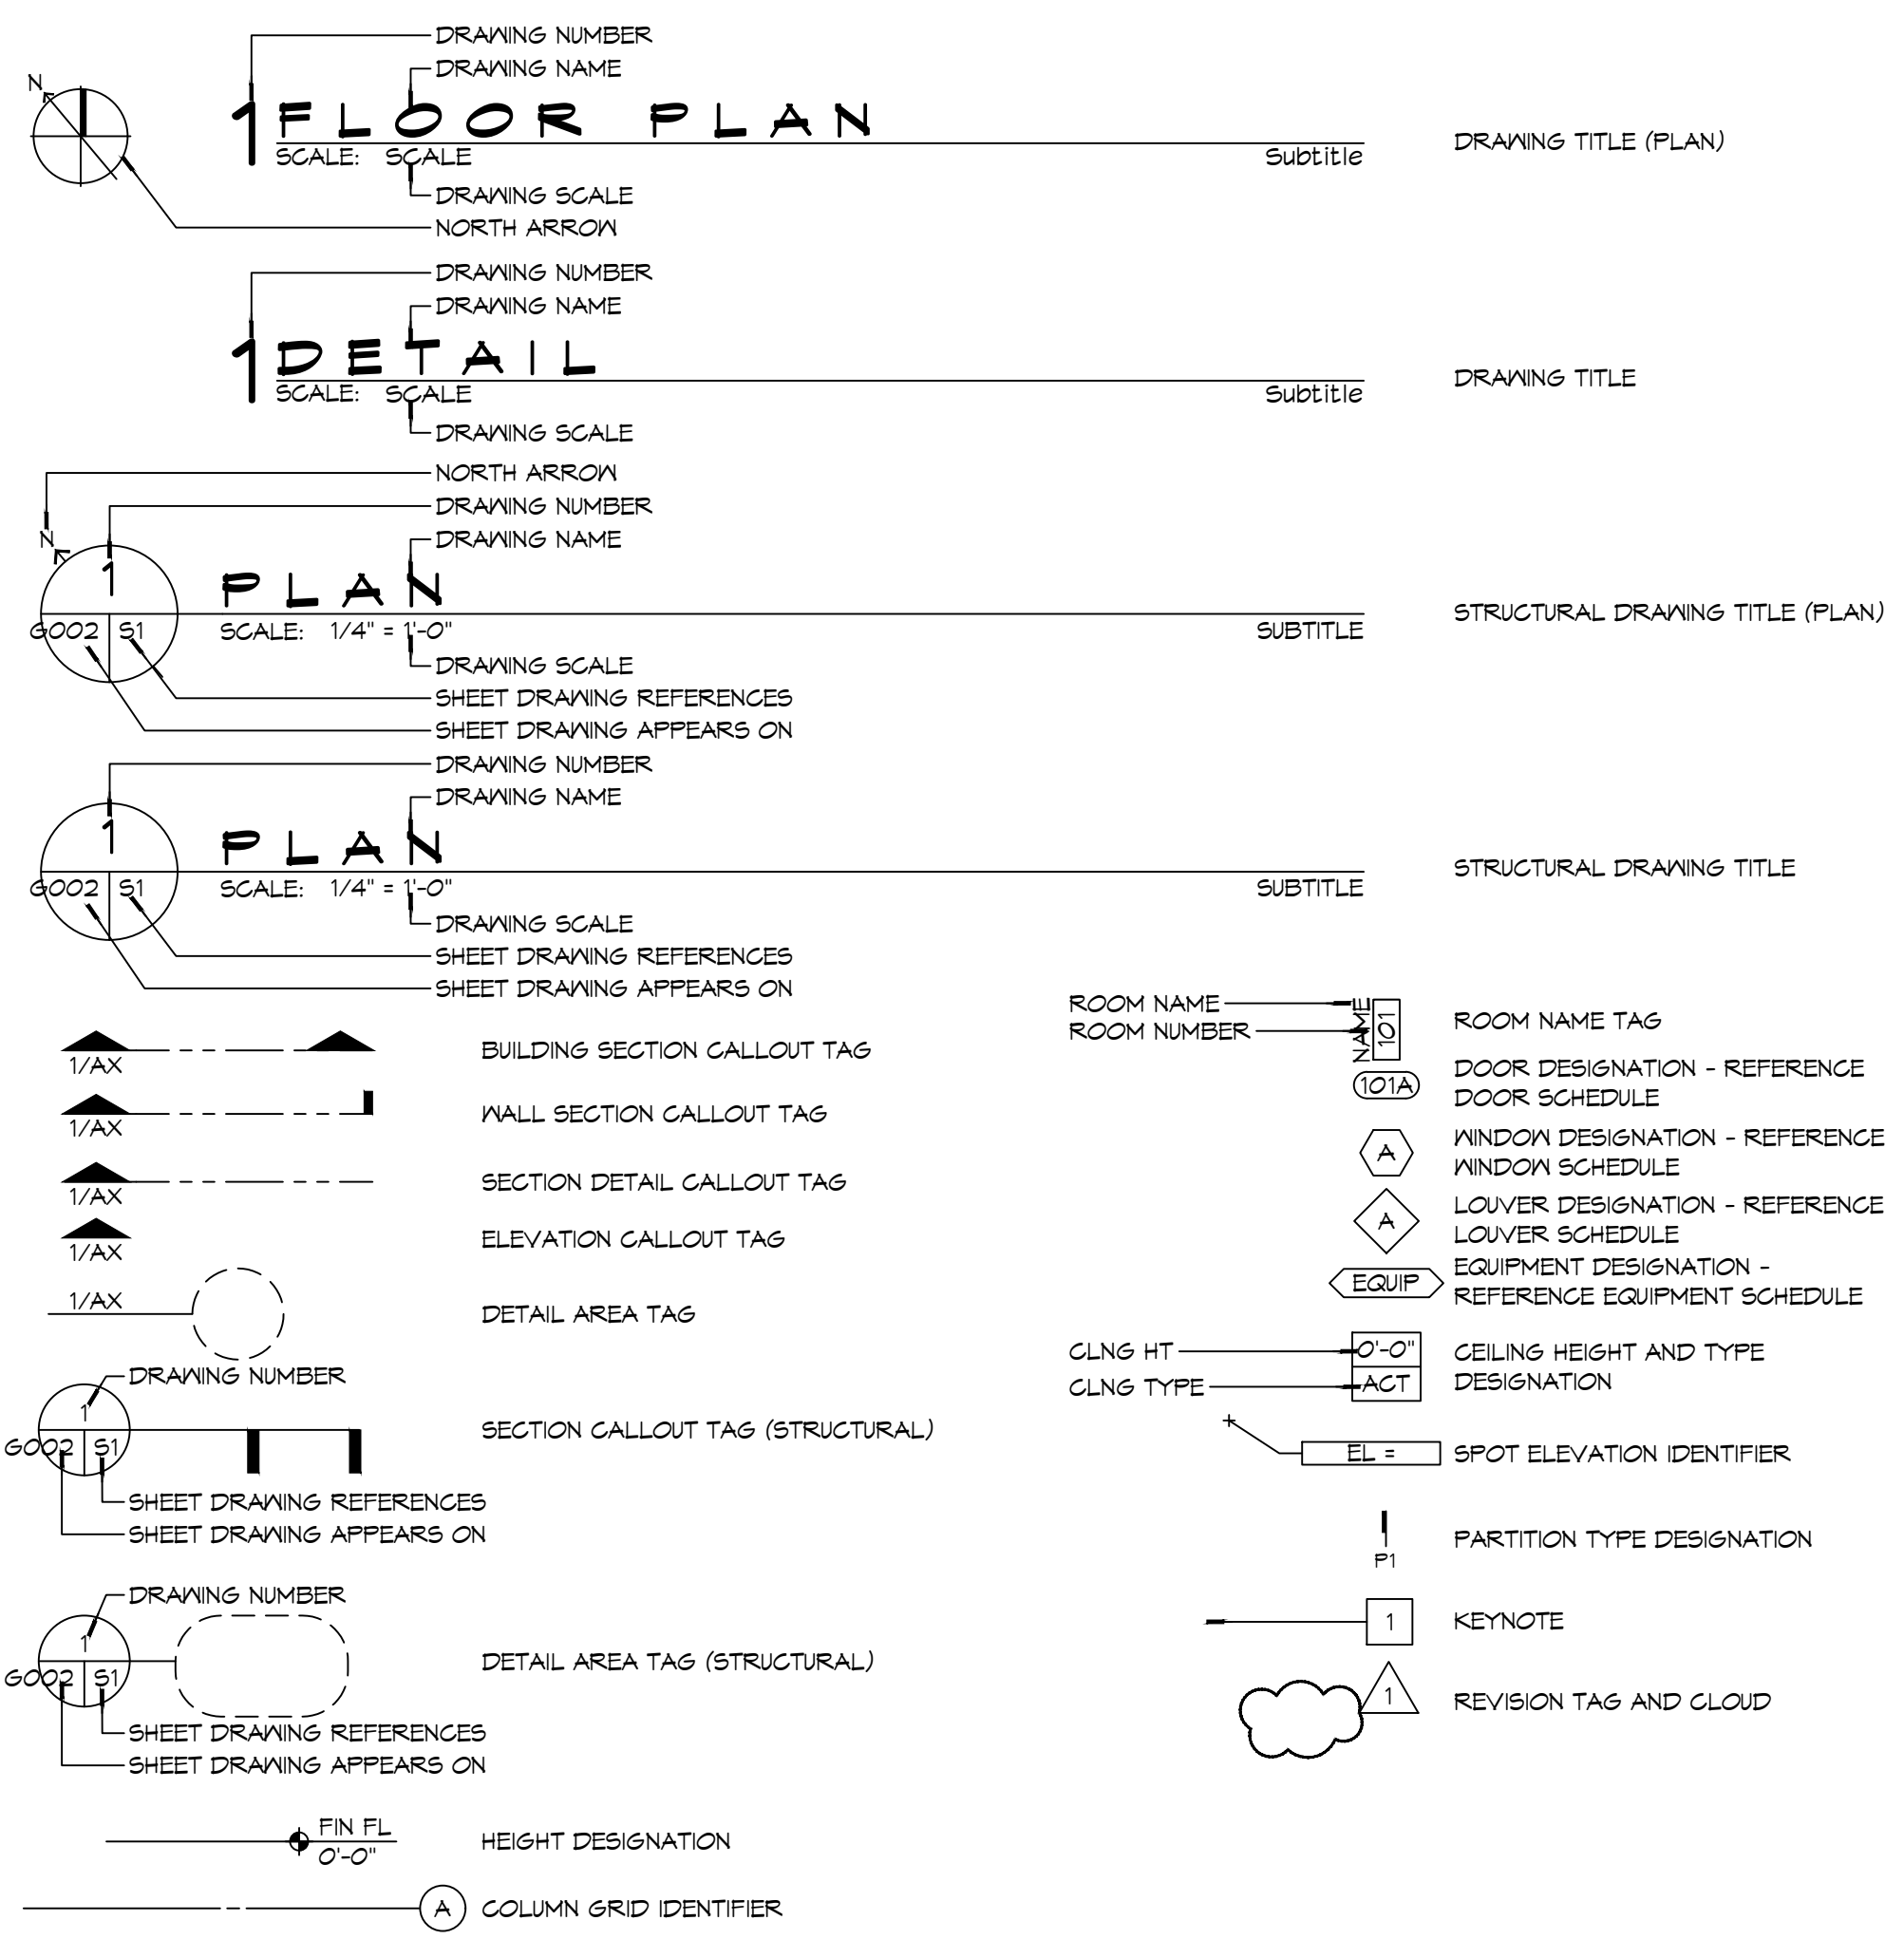 DRAWING NUMBER
DRAWING NAME
N
1 FLOOR PLAN
SCALE: SCALE Subtitle
DRAWING TITLE (PLAN)
DRAWING SCALE
NORTH ARROW
DRAWING NUMBER
DRAWING NAME
1 DETAIL
SCALE: SCALE Subtitle
DRAWING TITLE
DRAWING SCALE
NORTH ARROW
DRAWING NUMBER
DRAWING NAME
N
1
PLAN
G002 S1 SCALE: 1/4" = 1'-0" SUBTITLE
STRUCTURAL DRAWING TITLE (PLAN)
DRAWING SCALE
SHEET DRAWING REFERENCES
SHEET DRAWING APPEARS ON
DRAWING NUMBER
DRAWING NAME
1
PLAN
G002 S1 SCALE: 1/4" = 1'-0" SUBTITLE
STRUCTURAL DRAWING TITLE
DRAWING SCALE
SHEET DRAWING REFERENCES
SHEET DRAWING APPEARS ON
1/AX
BUILDING SECTION CALLOUT TAG
1/AX
WALL SECTION CALLOUT TAG
1/AX
SECTION DETAIL CALLOUT TAG
1/AX
ELEVATION CALLOUT TAG
1/AX
DETAIL AREA TAG
DRAWING NUMBER
1
G002 S1
SECTION CALLOUT TAG (STRUCTURAL)
SHEET DRAWING REFERENCES
SHEET DRAWING APPEARS ON
DRAWING NUMBER
1
G002 S1
DETAIL AREA TAG (STRUCTURAL)
SHEET DRAWING REFERENCES
SHEET DRAWING APPEARS ON
FIN FL
0'-0"
HEIGHT DESIGNATION
A
COLUMN GRID IDENTIFIER
ROOM NAME
ROOM NUMBER
NAME
101
ROOM NAME TAG
101A
DOOR DESIGNATION - REFERENCE
DOOR SCHEDULE
A
WINDOW DESIGNATION - REFERENCE
WINDOW SCHEDULE
A
LOUVER DESIGNATION - REFERENCE
LOUVER SCHEDULE
EQUIP
EQUIPMENT DESIGNATION -
REFERENCE EQUIPMENT SCHEDULE
CLNG HT
0'-0"
CLNG TYPE
ACT
CEILING HEIGHT AND TYPE
DESIGNATION
EL =
SPOT ELEVATION IDENTIFIER
P1
PARTITION TYPE DESIGNATION
1
KEYNOTE
1
REVISION TAG AND CLOUD